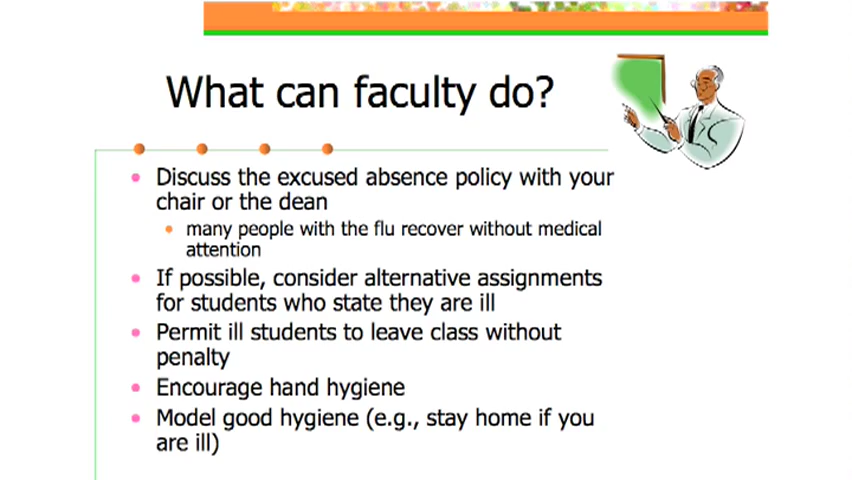 What can faculty do?
Discuss the excused absence policy with your
chair or the dean
many people with the flu recover without medical
attention
If possible, consider alternative assignments
for students who state they are ill
Permit ill students to leave class without
penalty
Encourage hand hygiene
Model good hygiene (e.g., stay home if you
are ill)